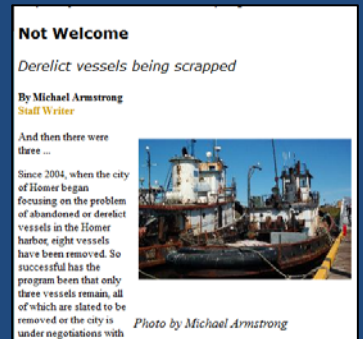 Not Welcome
Derelict vessels being scrapped
By Michael Armstrong
Staff Writer
And then there were
three ...
Since 2004, when the city
of Homer began
focusing on the problem
of abandoned or derelict
vessels in the Homer
harbor, eight vessels
have been removed. So
successful has the
program been that only
three vessels remain, all
of which are slated to be
removed or the city is
under negotiations with
Photo by Michael Armstrong